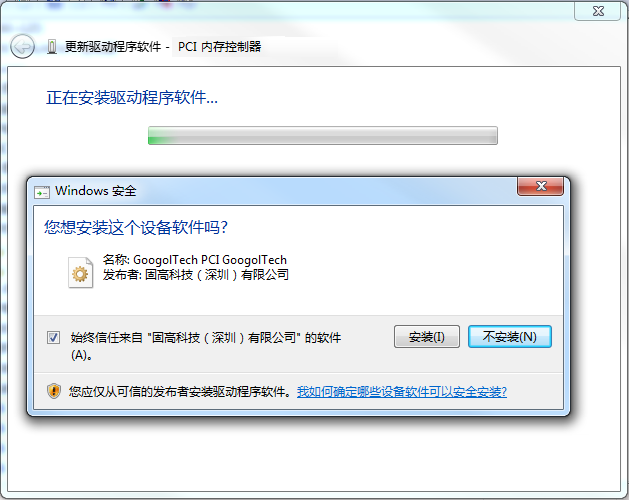 更新驱动程序软件 - PCI 内存控制器
正在安装驱动程序软件...
Windows 安全
您想安装这个设备软件吗?
名称: GoogolTech PCI GoogolTech
发布者: 固高科技（深圳）有限公司
始终信任来自 "固高科技（深圳）有限公司" 的软件
(A)。
安装(I)
不安装(N)
您应仅从可信的发布者安装驱动程序软件。我如何确定哪些设备软件可以安全安装?